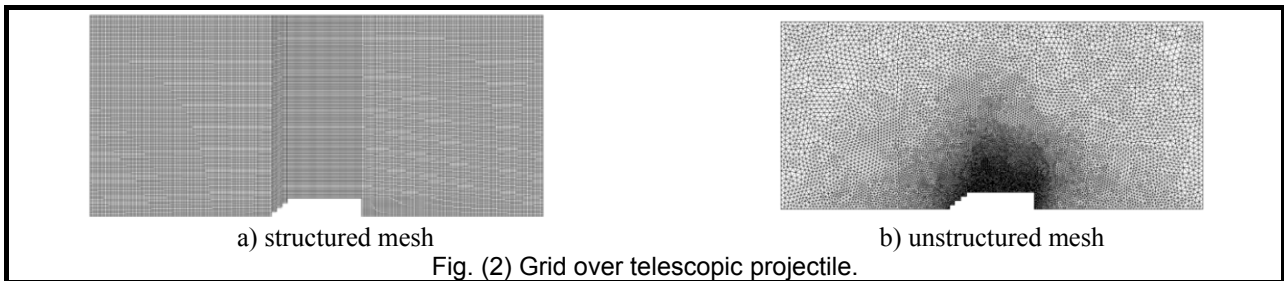 a) structured mesh
b) unstructured mesh
Fig. (2) Grid over telescopic projectile.